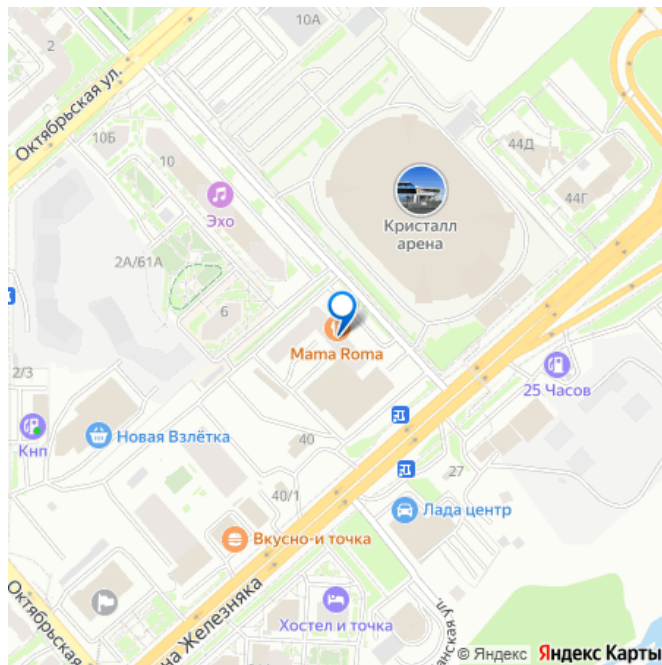 10А
2
Октябрьская ул.
10Б
10
44Д
44Г
Эхо
Кристалл
арена
2А/61А
6
Mama Roma
2/3
25 Часов
Кнп
Новая Взлётка
40
27
40/1
Лада центр
Вкусно-и точка
Октябрьская
на Железняка
Хостел и точка
анская ул.
© Яндекс Яндекс Карты